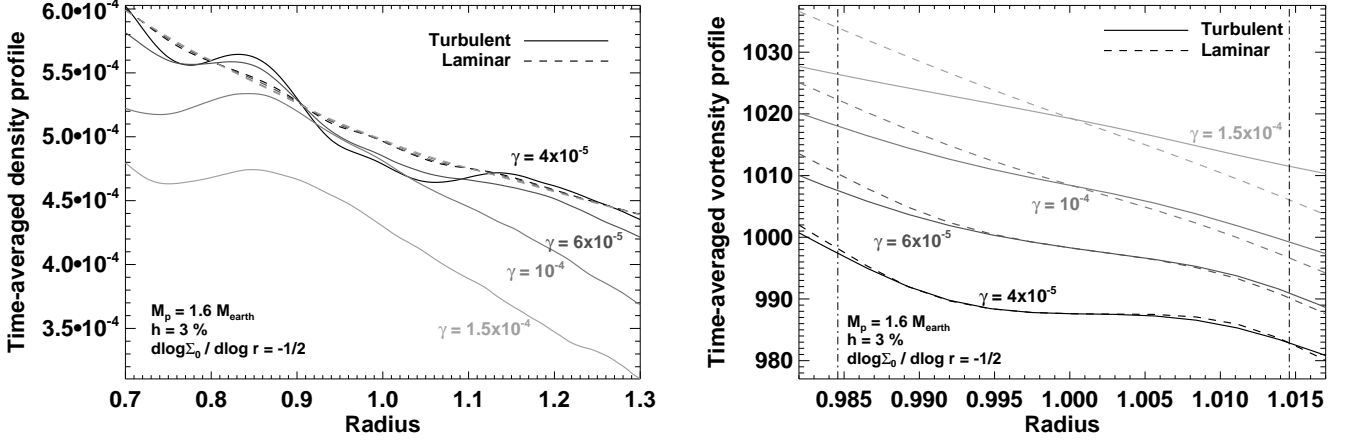 Time-averaged density profile
6.0•10⁻⁴
5.5•10⁻⁴
5.0•10⁻⁴
4.5•10⁻⁴
4.0•10⁻⁴
3.5•10⁻⁴
Turbulent
Laminar
γ = 4x10⁻⁵
γ = 6x10⁻⁵
γ = 10⁻⁴
γ = 1.5x10⁻⁴
Mₚ = 1.6 Mₑₐᵣₜₕ
h = 3 %
dlogΣ₀ / dlog r = -1/2
0.7 0.8 0.9 1.0 1.1 1.2 1.3
Radius
Time-averaged vortensity profile
1030
1020
1010
1000
990
980
Turbulent
Laminar
γ = 1.5x10⁻⁴
γ = 10⁻⁴
γ = 6x10⁻⁵
γ = 4x10⁻⁵
Mₚ = 1.6 Mₑₐᵣₜₕ
h = 3 %
dlogΣ₀ / dlog r = -1/2
0.985 0.990 0.995 1.000 1.005 1.010 1.015
Radius